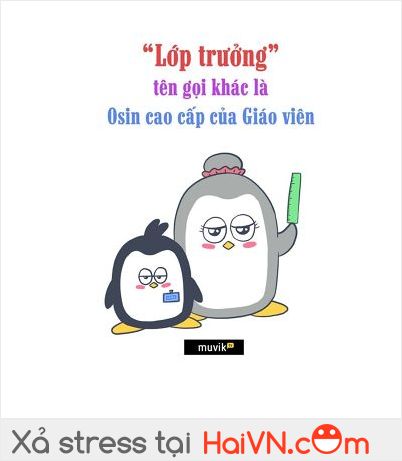 “Lớp trưởng”
tên gọi khác là
Osin cao cấp của Giáo viên
muvik
Xả stress tại HaiVN.com